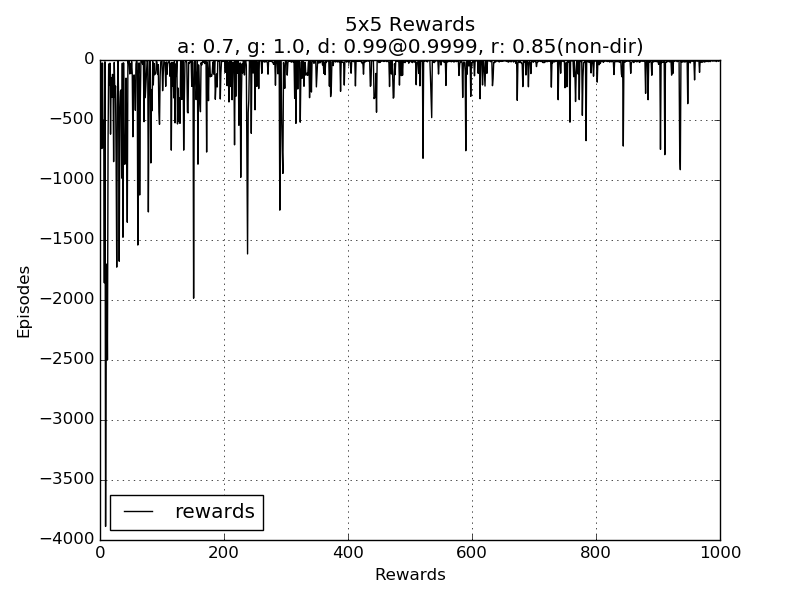 5x5 Rewards
a: 0.7, g: 1.0, d: 0.99@0.9999, r: 0.85(non-dir)
0
−500
−1000
−1500
−2000
−2500
−3000
−3500
−4000
Episodes
rewards
0 200 400 600 800 1000
Rewards